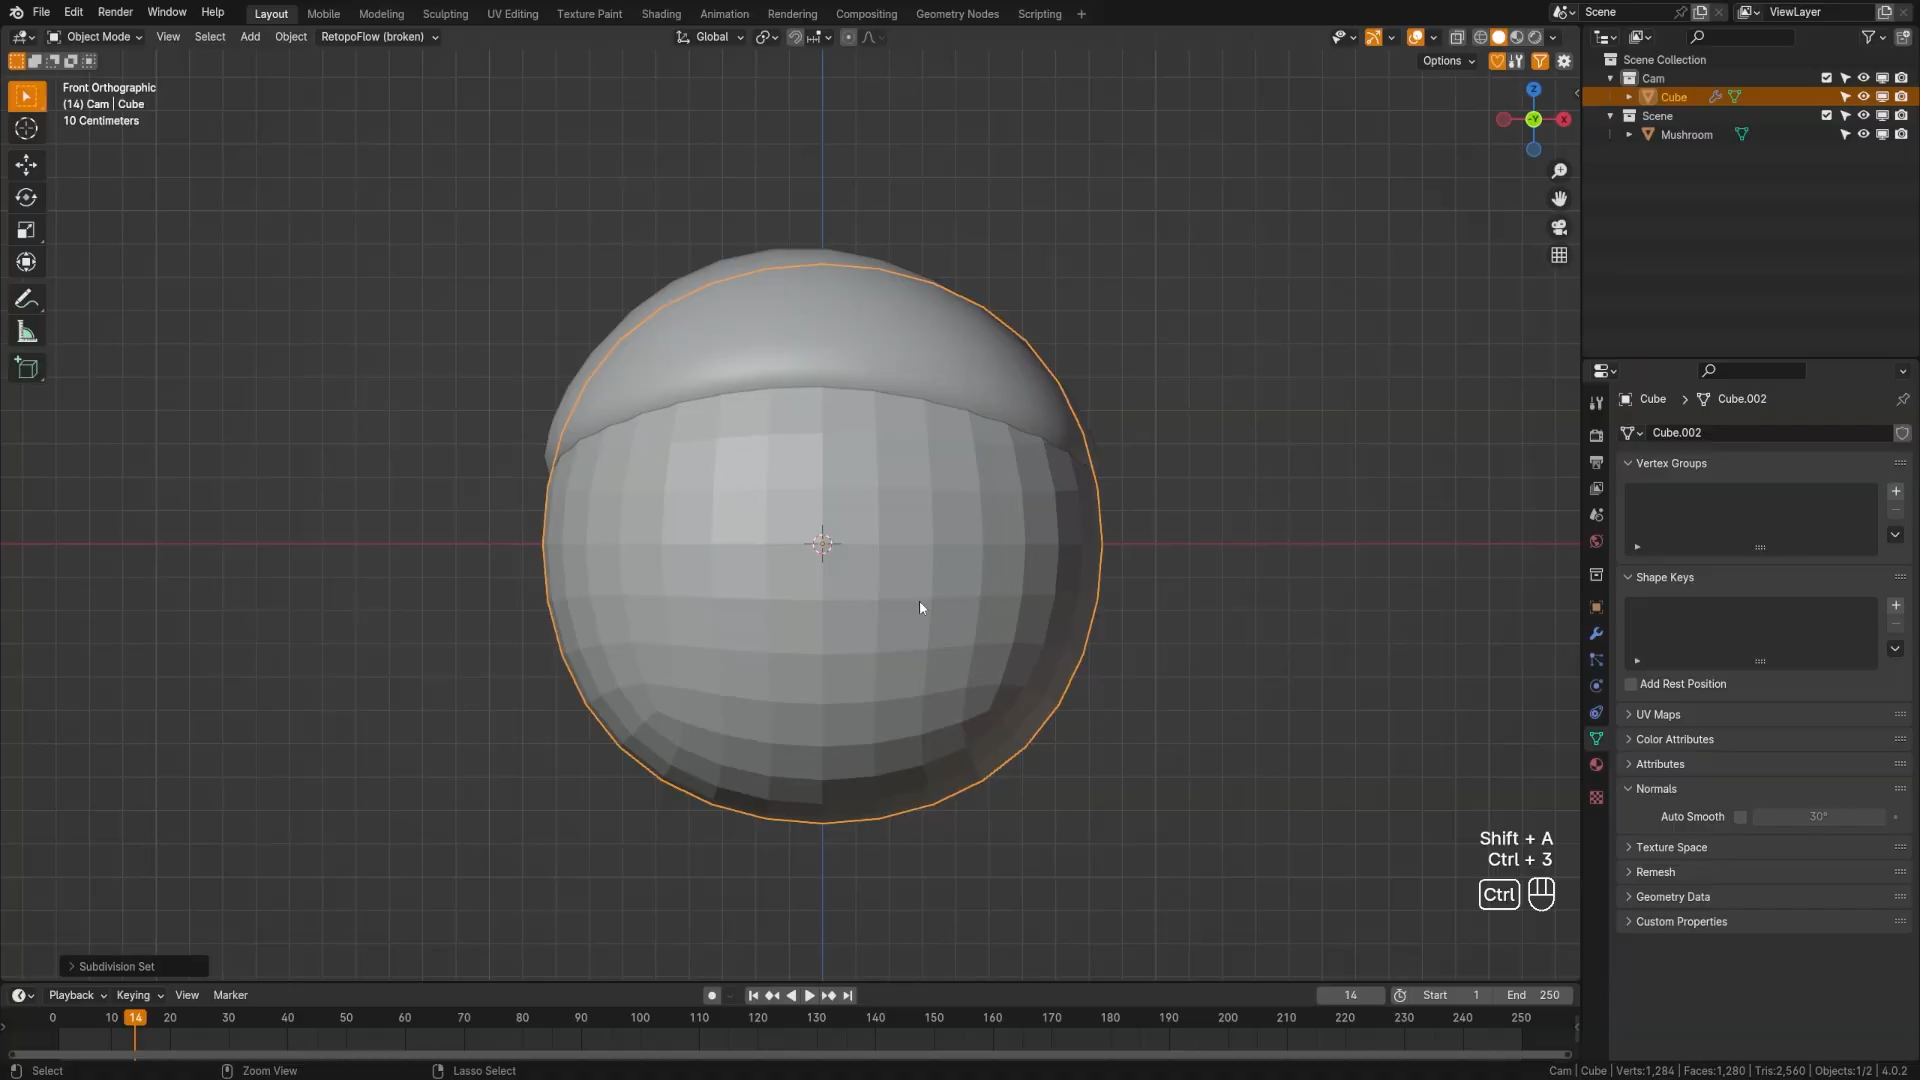 File Edit Render Window Help Layout Mobile Modeling Sculpting UV Editing Texture Paint Shading Animation Rendering Compositing Geometry Nodes Scripting + Scene ViewLayer
Object Mode View Select Add Object RetopoFlow (broken) Global
Options
Front Orthographic
(14) Cam | Cube
10 Centimeters
Z
-Y
X
Scene Collection
Cam
Cube
Scene
Mushroom
Cube > Cube.002
Cube.002
Vertex Groups
Shape Keys
Add Rest Position
UV Maps
Color Attributes
Attributes
Normals
Auto Smooth 30°
Texture Space
Remesh
Geometry Data
Custom Properties
Shift + A
Ctrl + 3
Ctrl
> Subdivision Set
Playback Keying View Marker 14 Start 1 End 250
0 10 14 20 30 40 50 60 70 80 90 100 110 120 130 140 150 160 170 180 190 200 210 220 230 240 250
Select Zoom View Lasso Select Cam | Cube | Verts:1,284 | Faces:1,280 | Tris:2,560 | Objects:1/2 | 4.0.2